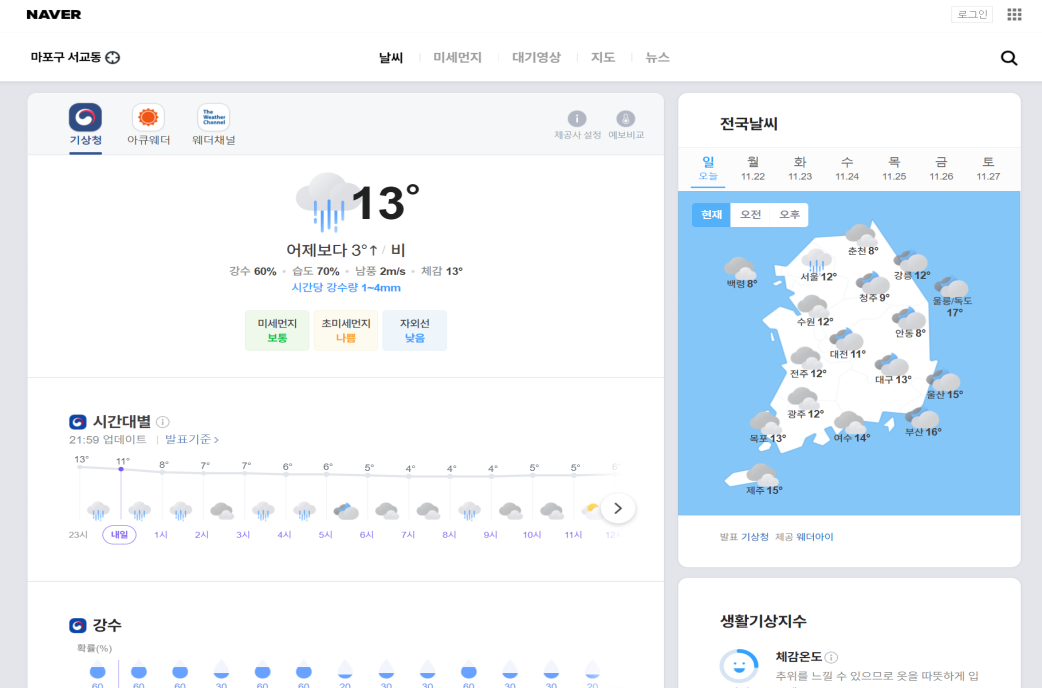 NAVER
로그인
마포구 서교동
날씨 미세먼지 대기영상 지도 뉴스
기상청 아큐웨더 The Weather Channel 웨더채널
제공사 설정 예보비교
13°
어제보다 3°↑ / 비
강수 60% 습도 70% 남풍 2m/s 체감 13°
시간당 강수량 1~4mm
미세먼지 초미세먼지 자외선
보통 나쁨 낮음
시간대별
21:59 업데이트 발표기준 >
13° 11° 8° 7° 7° 6° 6° 5° 4° 4° 4° 5° 5° 6°
23시 내일 1시 2시 3시 4시 5시 6시 7시 8시 9시 10시 11시
강수
확률(%)
60 60 60 30 60 60 20 30 30 60 30 30 20
전국날씨
일 월 화 수 목 금 토
오늘 11.22 11.23 11.24 11.25 11.26 11.27
현재 오전 오후
춘천 8°
백령 8°
서울 12°
강릉 12°
청주 9°
울릉/독도
17°
수원 12°
안동 8°
대전 11°
전주 12°
대구 13°
울산 15°
광주 12°
목포 13°
여수 14°
부산 16°
제주 15°
발표 기상청 제공 웨더아이
생활기상지수
체감온도
추위를 느낄 수 있으므로 옷을 따뜻하게 입